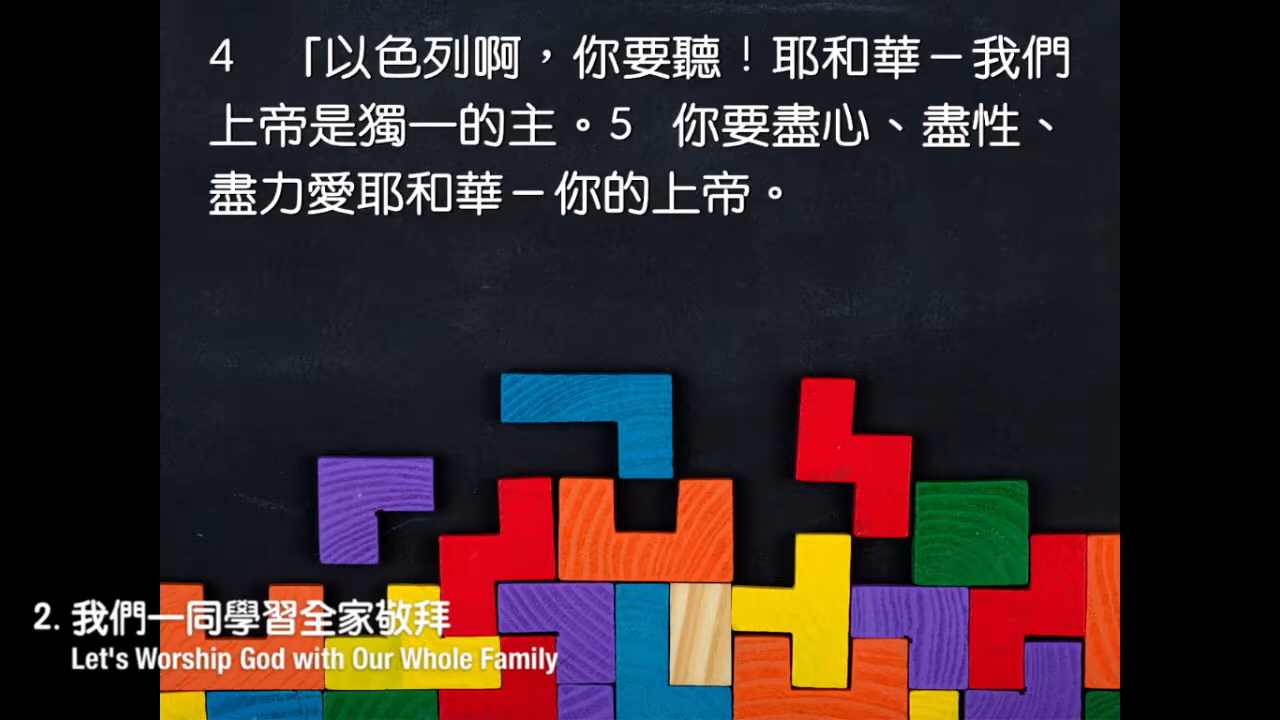 4 「以色列啊，你要聽！耶和華－我們
上帝是獨一的主。5 你要盡心、盡性、
盡力愛耶和華－你的上帝。
2. 我們一同學習全家敬拜
Let's Worship God with Our Whole Family